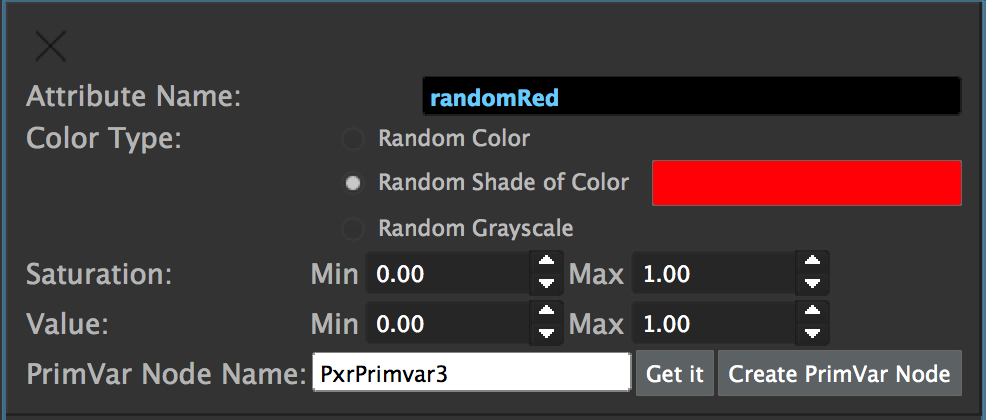 Attribute Name: randomRed
Color Type: Random Color
Random Shade of Color
Random Grayscale
Saturation: Min 0.00 Max 1.00
Value: Min 0.00 Max 1.00
PrimVar Node Name: PxrPrimvar3 Get it Create PrimVar Node